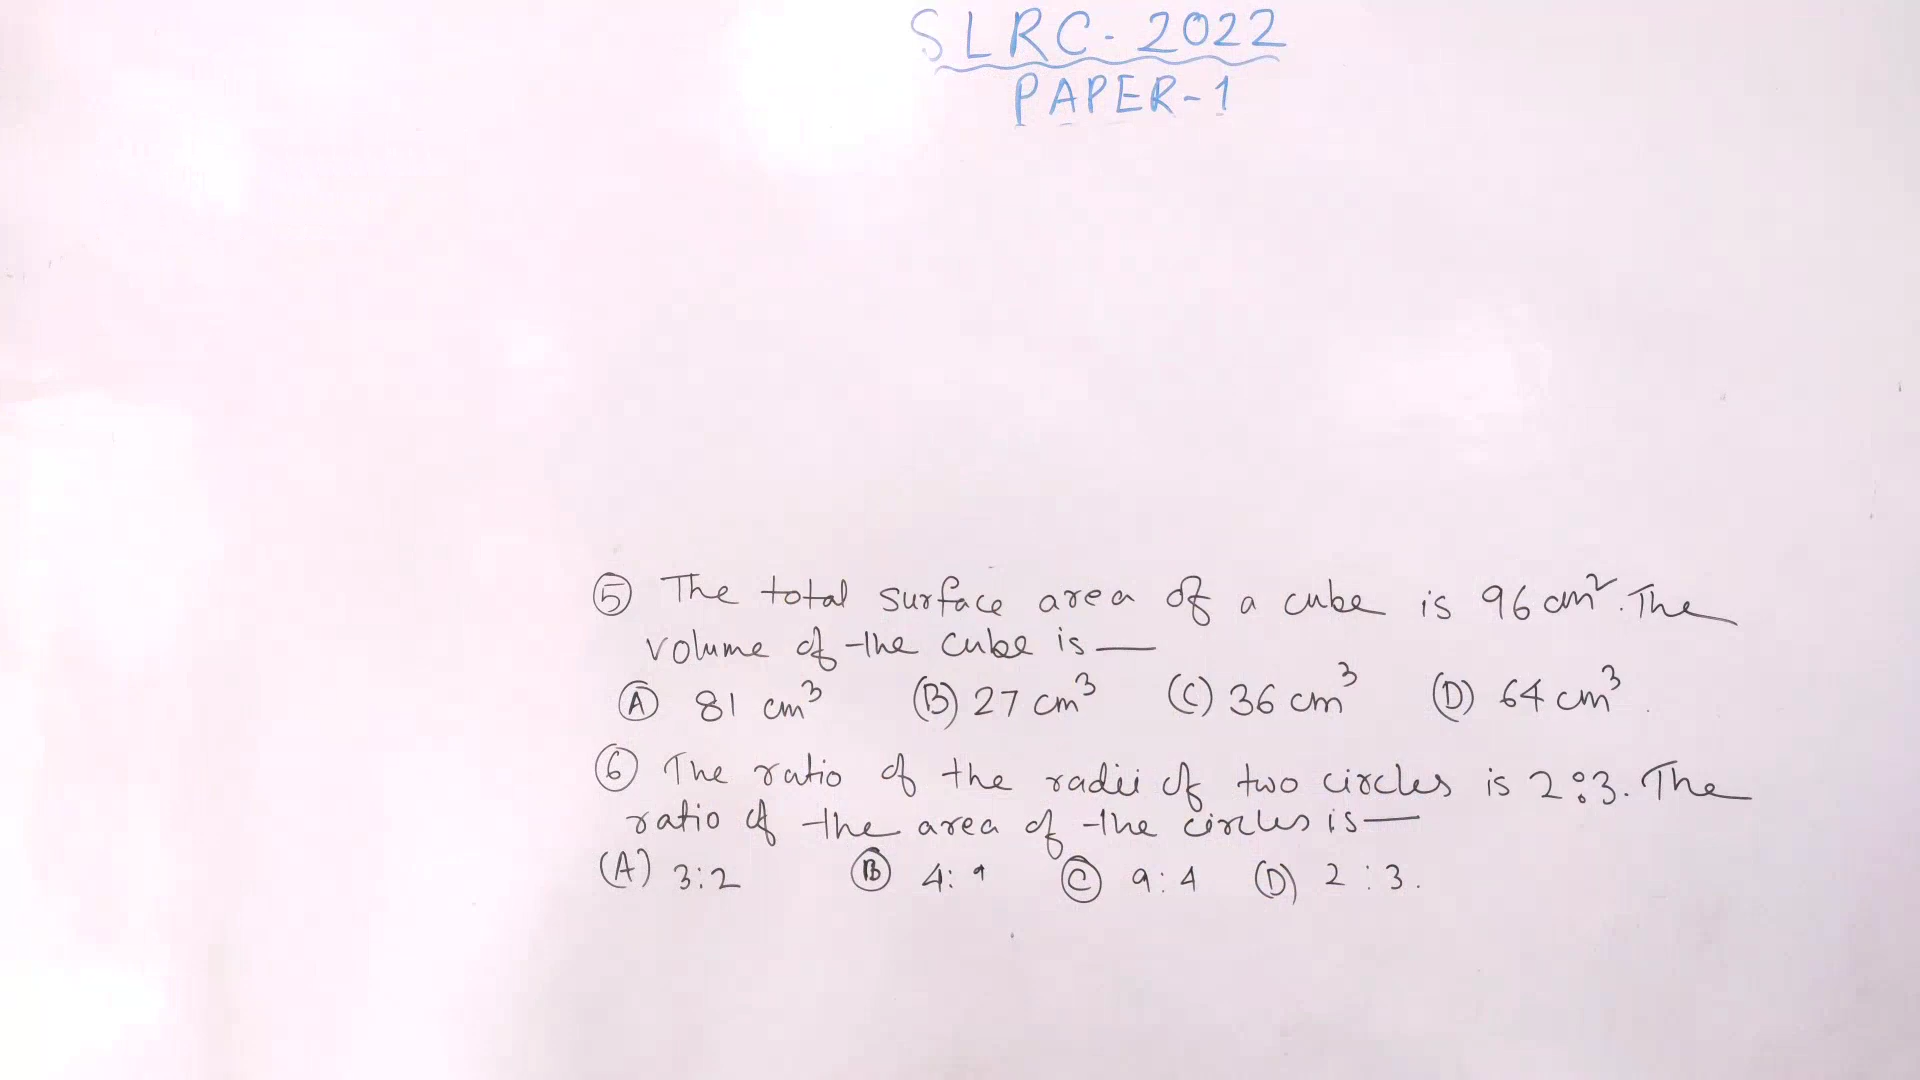 SLRC-2022
PAPER-1
⑤ The total surface area of a cube is 96 cm². The
volume of the cube is —
Ⓐ 81 cm³ (B) 27 cm³ (C) 36 cm³ (D) 64 cm³.
⑥ The ratio of the radii of two circles is 2:3. The
ratio of the area of the circles is —
(A) 3:2 Ⓑ 4:9 Ⓒ 9:4 (D) 2:3.